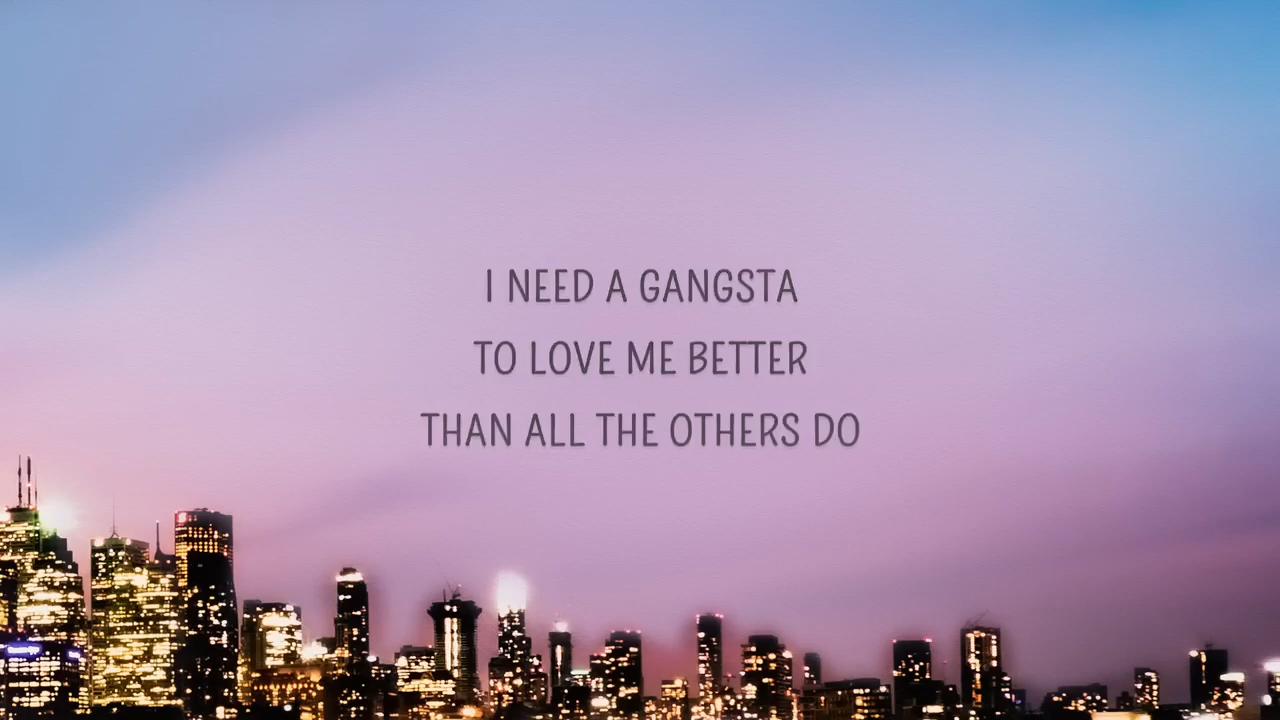 I NEED A GANGSTA
TO LOVE ME BETTER
THAN ALL THE OTHERS DO